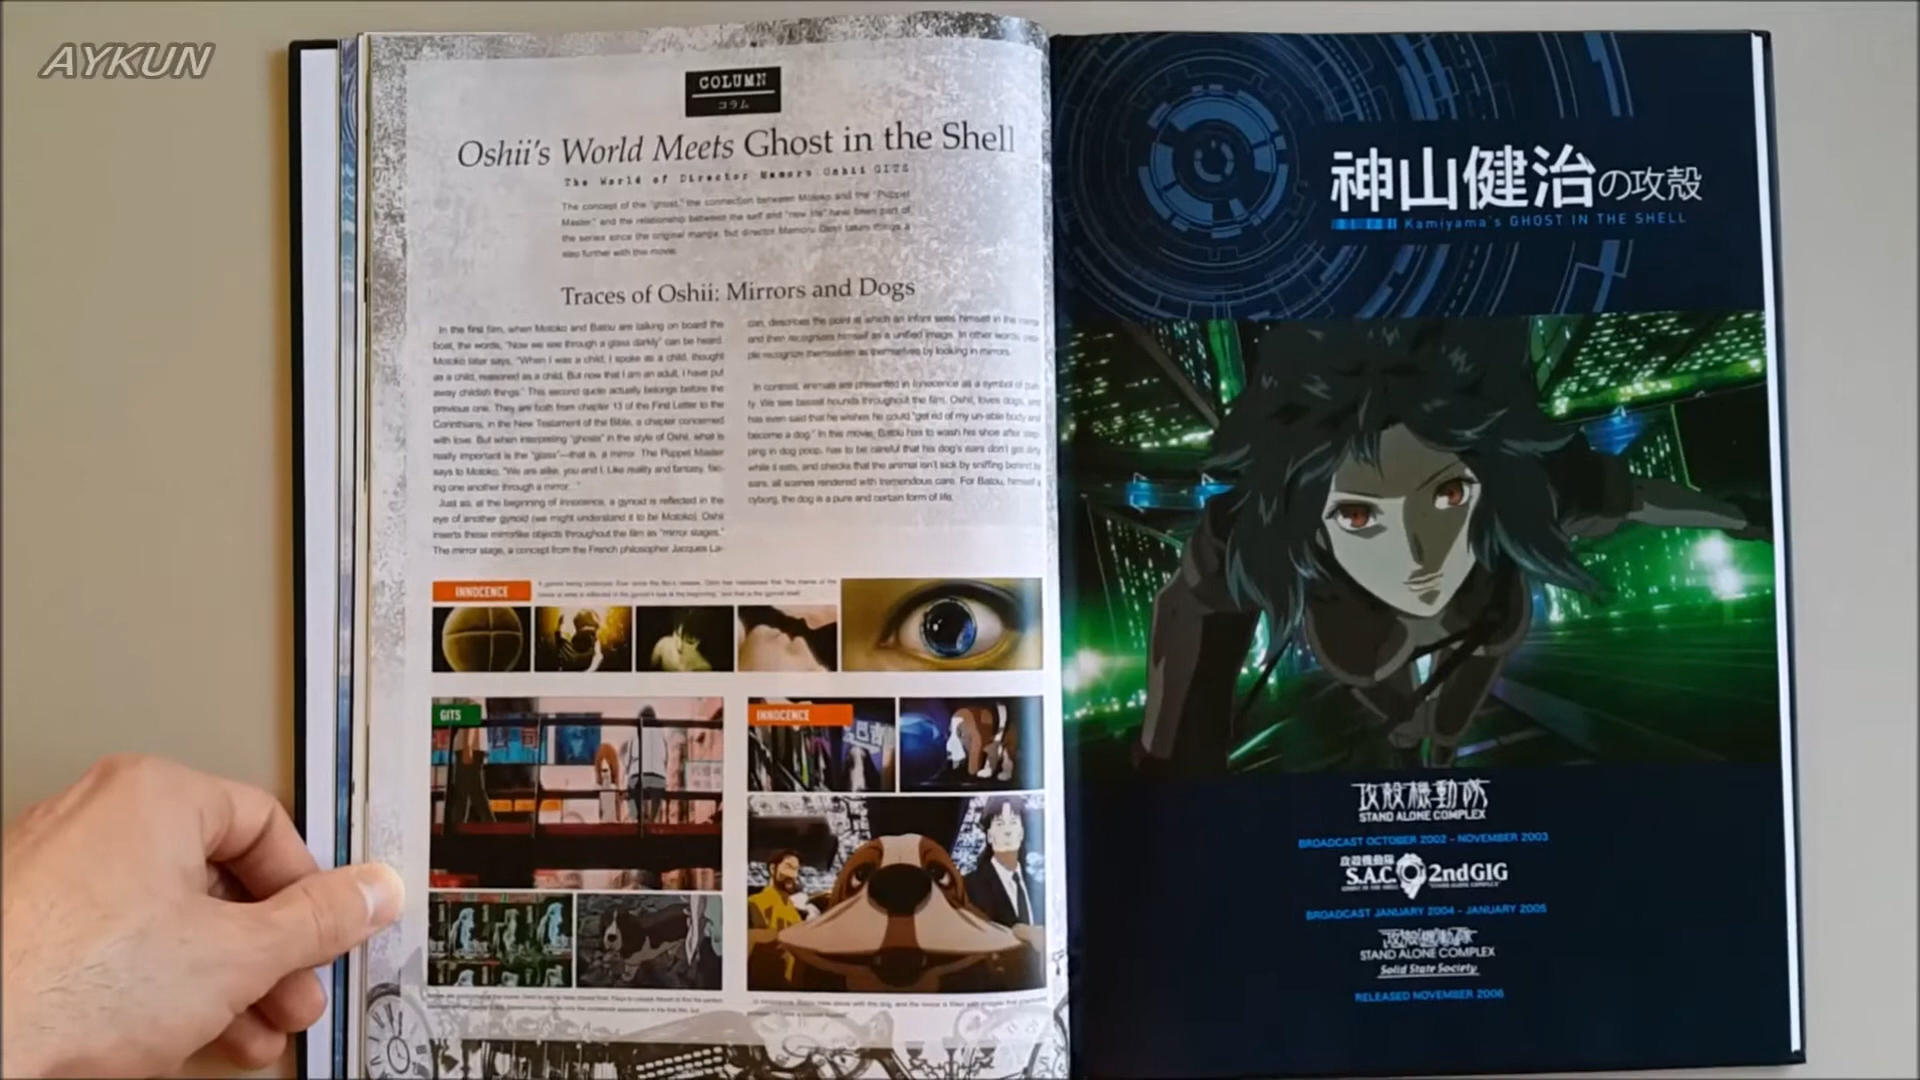 AYKUN
COLUMN
コラム
Oshii's World Meets Ghost in the Shell
The World of Director Mamoru Oshii GITS
The concept of the "ghost," the connection between Motoko and the "Puppet
Master" and the relationship between the self and "new life" have been part of
the series since the original manga, but director Mamoru Oshii takes things a
step further with this movie.
Traces of Oshii: Mirrors and Dogs
In the first film, when Motoko and Batou are talking on board the
boat, the words, "Now we see through a glass darkly" can be heard.
Motoko later says, "When I was a child, I spoke as a child, thought
as a child, reasoned as a child. But now that I am an adult, I have put
away childish things." This second quote actually belongs before the
previous one. They are both from chapter 13 of the First Letter to the
Corinthians, in the New Testament of the Bible, a chapter concerned
with love. But when interpreting "ghosts" in the style of Oshii, what is
really important is the "glass"—that is, a mirror. The Puppet Master
says to Motoko, "We are alike, you and I. Like reality and fantasy, fac-
ing one another through a mirror..."
Just so, at the beginning of Innocence, a gynoid is reflected in the
eye of another gynoid (we might understand it to be Motoko). Oshii
inserts these mirrorlike objects throughout the film as "mirror stages."
The mirror stage, a concept from the French philosopher Jacques La-
can, describes the point at which an infant sees himself in the mirror
and then recognizes himself as a unified image. In other words, peo-
ple recognize themselves as themselves by looking in mirrors.
In contrast, animals are presented in Innocence as a symbol of puri-
ty. We see basset hounds throughout the film. Oshii, loves dogs, and
has even said that he wishes he could "get rid of my un-able body and
become a dog." In this movie, Batou has to wash his shoe after step-
ping in dog poop, has to be careful that his dog's ears don't get dirty
while it eats, and checks that the animal isn't sick by sniffing behind its
ears, all scenes rendered with tremendous care. For Batou, himself a
cyborg, the dog is a pure and certain form of life.
INNOCENCE
GITS
INNOCENCE
神山健治の攻殻
Kamiyama's GHOST IN THE SHELL
攻殻機動隊
STAND ALONE COMPLEX
BROADCAST OCTOBER 2002 - NOVEMBER 2003
攻殻機動隊
S.A.C. 2ndGIG
BROADCAST JANUARY 2004 - JANUARY 2005
攻殻機動隊
STAND ALONE COMPLEX
Solid State Society
RELEASED NOVEMBER 2006